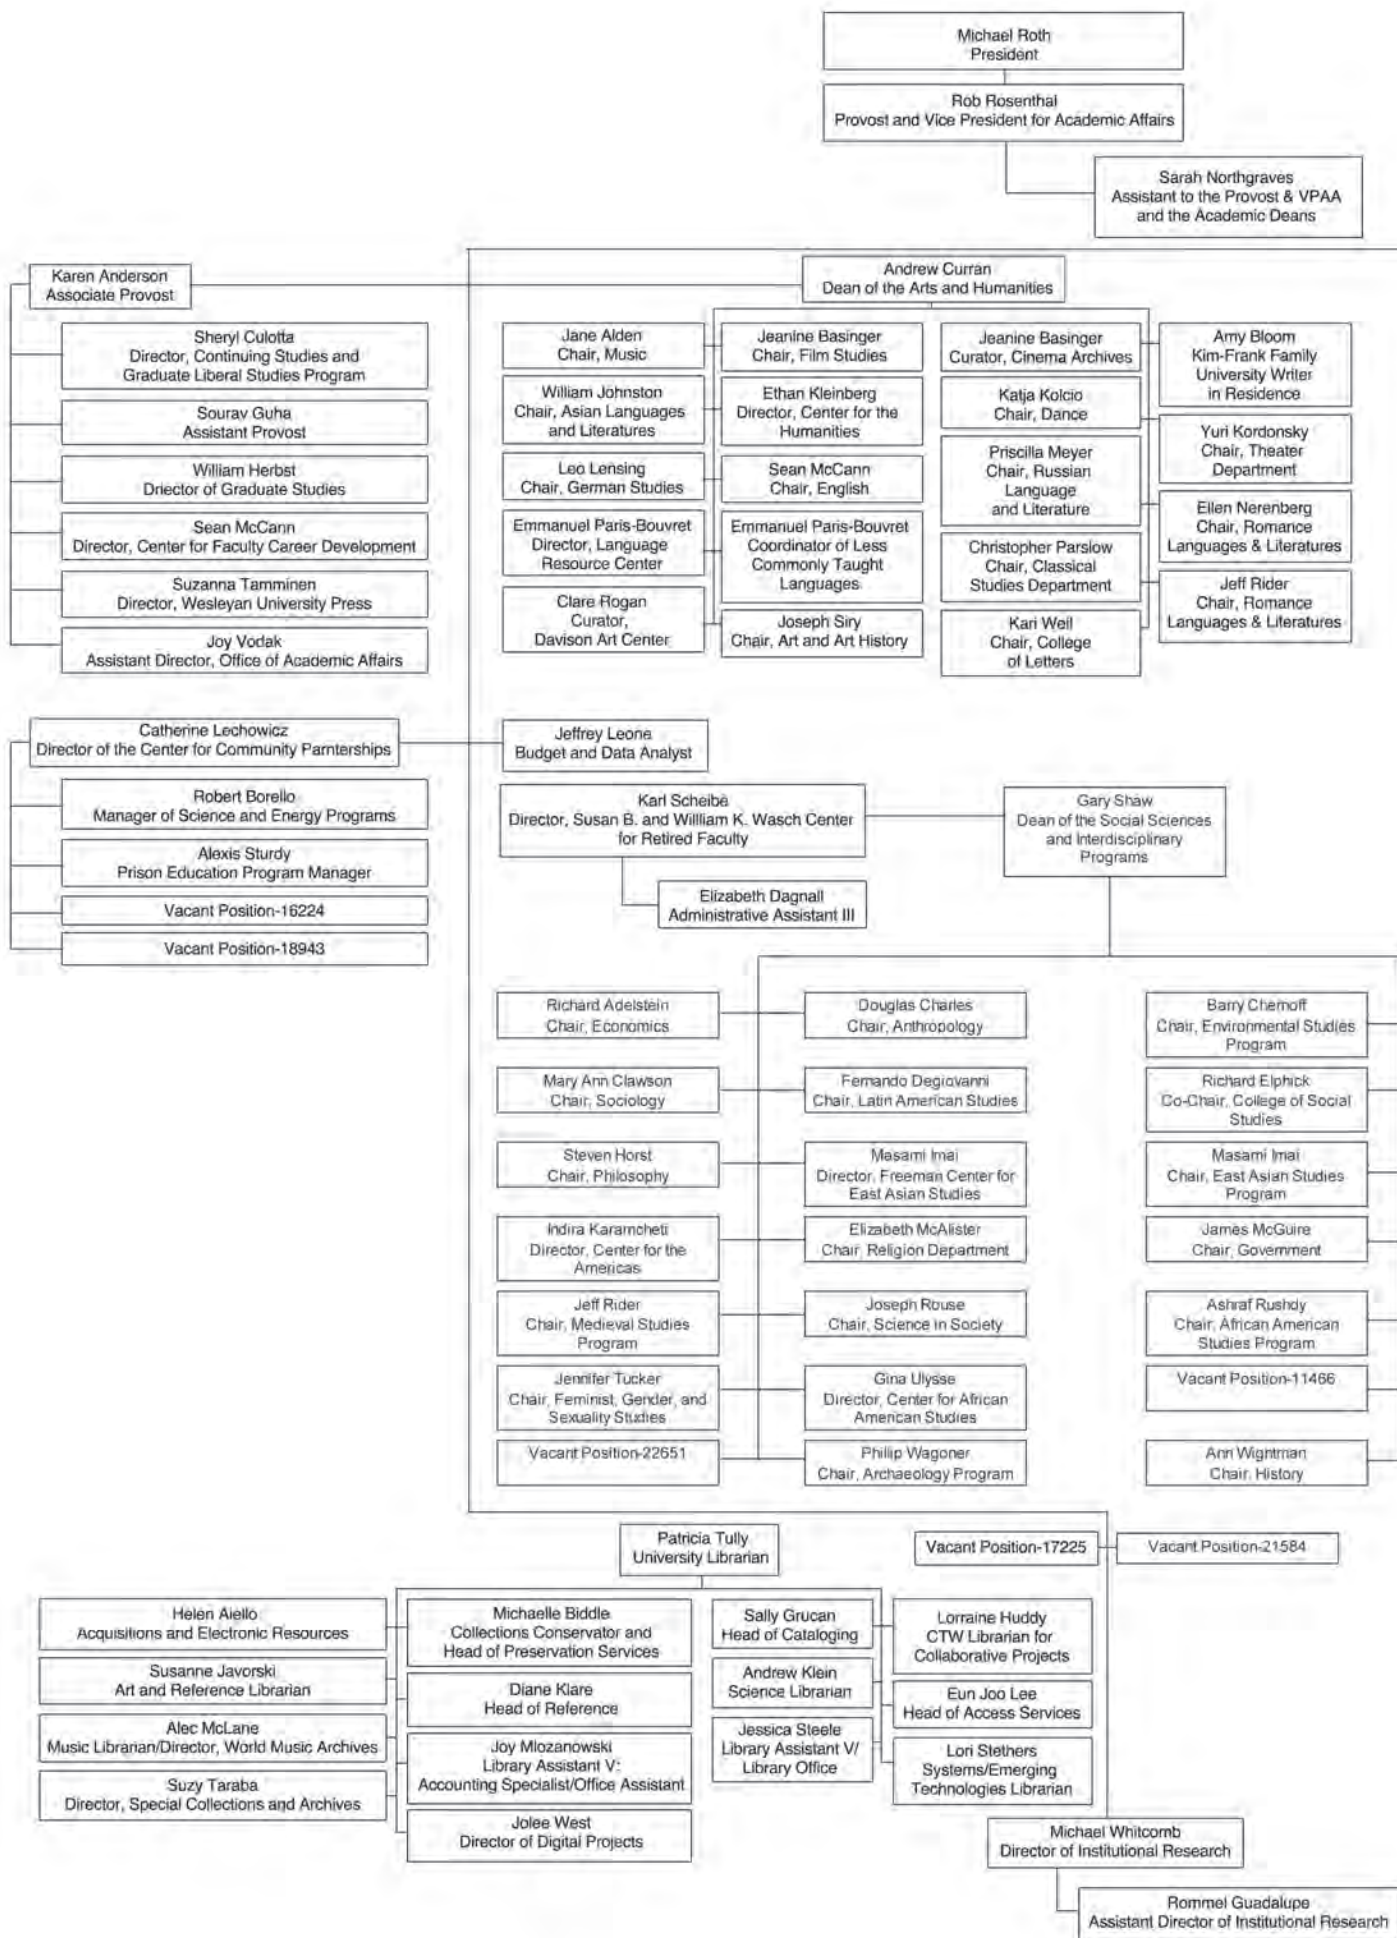 Michael Roth
President
Rob Rosenthal
Provost and Vice President for Academic Affairs
Sarah Northgraves
Assistant to the Provost & VPAA
and the Academic Deans
Karen Anderson
Associate Provost
Sheryl Culotta
Director, Continuing Studies and
Graduate Liberal Studies Program
Sourav Guha
Assistant Provost
William Herbst
Driector of Graduate Studies
Sean McCann
Director, Center for Faculty Career Development
Suzanna Tamminen
Director, Wesleyan University Press
Joy Vodak
Assistant Director, Office of Academic Affairs
Andrew Curran
Dean of the Arts and Humanities
Jane Alden
Chair, Music
William Johnston
Chair, Asian Languages
and Literatures
Leo Lensing
Chair, German Studies
Emmanuel Paris-Bouvret
Director, Language
Resource Center
Clare Rogan
Curator,
Davison Art Center
Jeanine Basinger
Chair, Film Studies
Ethan Kleinberg
Director, Center for the
Humanities
Sean McCann
Chair, English
Emmanuel Paris-Bouvret
Coordinator of Less
Commonly Taught
Languages
Joseph Siry
Chair, Art and Art History
Jeanine Basinger
Curator, Cinema Archives
Katja Kolcio
Chair, Dance
Priscilla Meyer
Chair, Russian
Language
and Literature
Christopher Parslow
Chair, Classical
Studies Department
Kari Weil
Chair, College
of Letters
Amy Bloom
Kim-Frank Family
University Writer
in Residence
Yuri Kordonsky
Chair, Theater
Department
Ellen Nerenberg
Chair, Romance
Languages & Literatures
Jeff Rider
Chair, Romance
Languages & Literatures
Catherine Lechowicz
Director of the Center for Community Parnterships
Robert Borello
Manager of Science and Energy Programs
Alexis Sturdy
Prison Education Program Manager
Vacant Position-16224
Vacant Position-18943
Jeffrey Leone
Budget and Data Analyst
Karl Scheibe
Director, Susan B. and Willliam K. Wasch Center
for Retired Faculty
Elizabeth Dagnall
Administrative Assistant III
Gary Shaw
Dean of the Social Sciences
and Interdisciplinary
Programs
Richard Adelstein
Chair, Economics
Mary Ann Clawson
Chair, Sociology
Steven Horst
Chair, Philosophy
Indira Karamcheti
Director, Center for the
Americas
Jeff Rider
Chair, Medieval Studies
Program
Jennifer Tucker
Chair, Feminist, Gender, and
Sexuality Studies
Vacant Position-22651
Douglas Charles
Chair, Anthropology
Fernando Degiovanni
Chair, Latin American Studies
Masami Imai
Director, Freeman Center for
East Asian Studies
Elizabeth McAlister
Chair, Religion Department
Joseph Rouse
Chair, Science in Society
Gina Ulysse
Director, Center for African
American Studies
Phillip Wagoner
Chair, Archaeology Program
Barry Chernoff
Chair, Environmental Studies
Program
Richard Elphick
Co-Chair, College of Social
Studies
Masami Imai
Chair, East Asian Studies
Program
James McGuire
Chair, Government
Ashraf Rushdy
Chair, African American
Studies Program
Vacant Position-11466
Ann Wightman
Chair, History
Patricia Tully
University Librarian
Vacant Position-17225
Vacant Position-21584
Helen Aiello
Acquisitions and Electronic Resources
Susanne Javorski
Art and Reference Librarian
Alec McLane
Music Librarian/Director, World Music Archives
Suzy Taraba
Director, Special Collections and Archives
Michaelle Biddle
Collections Conservator and
Head of Preservation Services
Diane Klare
Head of Reference
Joy Mlozanowski
Library Assistant V:
Accounting Specialist/Office Assistant
Jolee West
Director of Digital Projects
Sally Grucan
Head of Cataloging
Andrew Klein
Science Librarian
Jessica Steele
Library Assistant V/
Library Office
Lorraine Huddy
CTW Librarian for
Collaborative Projects
Eun Joo Lee
Head of Access Services
Lori Stethers
Systems/Emerging
Technologies Librarian
Michael Whitcomb
Director of Institutional Research
Rommel Guadalupe
Assistant Director of Institutional Research